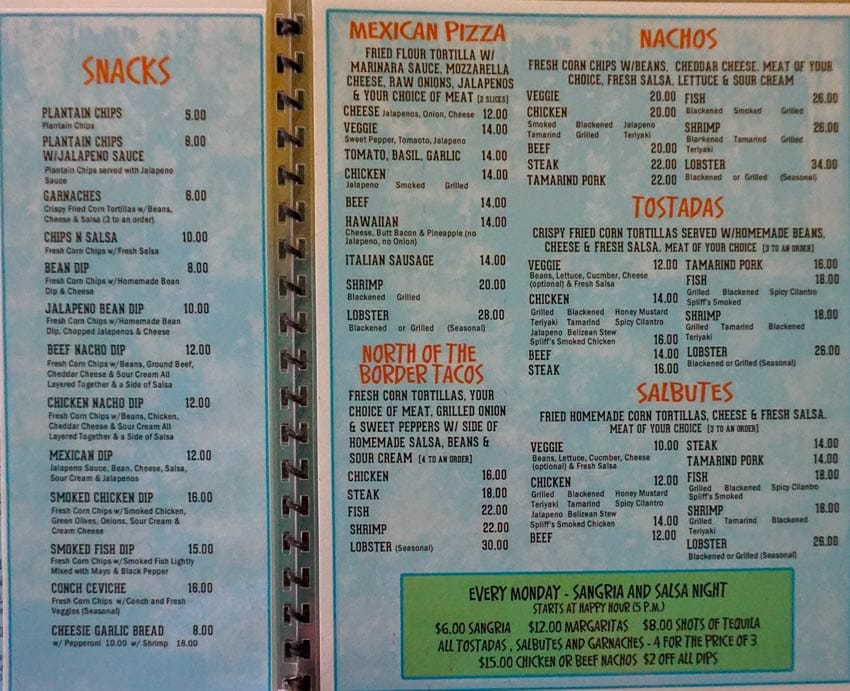 SNACKS
PLANTAIN CHIPS 5.00
Plantain Chips
PLANTAIN CHIPS 8.00
W/JALAPENO SAUCE
Plantain Chips served with Jalapeno
Sauce
GARNACHES 6.00
Crispy Fried Corn Tortillas w/Beans,
Cheese & Salsa (3 to an order)
CHIPS N SALSA 10.00
Fresh Corn Chips w/Fresh Salsa
BEAN DIP 8.00
Fresh Corn Chips w/Homemade Bean
Dip & Cheese
JALAPENO BEAN DIP 10.00
Fresh Corn Chips w/Homemade Bean
Dip, Chopped Jalapenos & Cheese
BEEF NACHO DIP 12.00
Fresh Corn Chips w/Beans, Ground Beef,
Cheddar Cheese & Sour Cream All
Layered Together & a Side of Salsa
CHICKEN NACHO DIP 12.00
Fresh Corn Chips w/Beans, Chicken,
Cheddar Cheese & Sour Cream All
Layered Together & a Side of Salsa
MEXICAN DIP 12.00
Jalapeno Sauce, Bean, Cheese, Salsa,
Sour Cream & Jalapenos
SMOKED CHICKEN DIP 16.00
Fresh Corn Chips w/Smoked Chicken,
Green Olives, Onions, Sour Cream &
Cream Cheese
SMOKED FISH DIP 15.00
Fresh Corn Chips w/Smoked Fish Lightly
Mixed with Mayo & Black Pepper
CONCH CEVICHE 16.00
Fresh Corn Chips w/Conch and Fresh
Veggies (Seasonal)
CHEESIE GARLIC BREAD 8.00
w/ Pepperoni 10.00 w/ Shrimp 18.00
MEXICAN PIZZA
FRIED FLOUR TORTILLA W/
MARINARA SAUCE, MOZZARELLA
CHEESE, RAW ONIONS, JALAPENOS
& YOUR CHOICE OF MEAT [2 SLICES]
CHEESE Jalapenos, Onion, Cheese 12.00
VEGGIE 14.00
Sweet Pepper, Tomaoto, Jalapeno
TOMATO, BASIL, GARLIC 14.00
CHICKEN 14.00
Jalapeno Smoked Grilled
BEEF 14.00
HAWAIIAN 14.00
Cheese, Butt Bacon & Pineapple (no
Jalapeno, no Onion)
ITALIAN SAUSAGE 14.00
SHRIMP 20.00
Blackened Grilled
LOBSTER 28.00
Blackened or Grilled (Seasonal)
NORTH OF THE
BORDER TACOS
FRESH CORN TORTILLAS, YOUR
CHOICE OF MEAT, GRILLED ONION
& SWEET PEPPERS W/ SIDE OF
HOMEMADE SALSA, BEANS &
SOUR CREAM [4 TO AN ORDER]
CHICKEN 16.00
STEAK 18.00
FISH 22.00
SHRIMP 22.00
LOBSTER (Seasonal) 30.00
NACHOS
FRESH CORN CHIPS W/BEANS, CHEDDAR CHEESE, MEAT OF YOUR
CHOICE, FRESH SALSA, LETTUCE & SOUR CREAM
VEGGIE 20.00
CHICKEN 20.00
Smoked Blackened Jalapeno
Tamarind Grilled Teriyaki
BEEF 20.00
STEAK 22.00
TAMARIND PORK 22.00
FISH 26.00
Blackened Smoked Grilled
SHRIMP 26.00
Blackened Tamarind Grilled
Teriyaki
LOBSTER 34.00
Blackened or Grilled (Seasonal)
TOSTADAS
CRISPY FRIED CORN TORTILLAS SERVED W/HOMEMADE BEANS,
CHEESE & FRESH SALSA, MEAT OF YOUR CHOICE [3 TO AN ORDER]
VEGGIE 12.00
Beans, Lettuce, Cucmber, Cheese
(optional) & Fresh Salsa
CHICKEN 14.00
Grilled Blackened Honey Mustard
Teriyaki Tamarind Spicy Cilantro
Jalapeno Belizean Stew
Spliff's Smoked Chicken 16.00
BEEF 14.00
STEAK 16.00
TAMARIND PORK 16.00
FISH 18.00
Grilled Blackened Spicy Cilantro
Spliff's Smoked
SHRIMP 18.00
Grilled Tamarind Blackened
Teriyaki
LOBSTER 26.00
Blackened or Grilled (Seasonal)
SALBUTES
FRIED HOMEMADE CORN TORTILLAS, CHEESE & FRESH SALSA.
MEAT OF YOUR CHOICE [3 TO AN ORDER]
VEGGIE 10.00
Beans, Lettuce, Cucmber, Cheese
(optional) & Fresh Salsa
CHICKEN 12.00
Grilled Blackened Honey Mustard
Teriyaki Tamarind Spicy Cilantro
Jalapeno Belizean Stew
Spliff's Smoked Chicken 14.00
BEEF 12.00
STEAK 14.00
TAMARIND PORK 14.00
FISH 18.00
Grilled Blackened Spicy Cilantro
Spliff's Smoked
SHRIMP 18.00
Grilled Tamarind Blackened
Teriyaki
LOBSTER 26.00
Blackened or Grilled (Seasonal)
EVERY MONDAY - SANGRIA AND SALSA NIGHT
STARTS AT HAPPY HOUR (5 P.M.)
$6.00 SANGRIA $12.00 MARGARITAS $8.00 SHOTS OF TEQUILA
ALL TOSTADAS, SALBUTES AND GARNACHES - 4 FOR THE PRICE OF 3
$15.00 CHICKEN OR BEEF NACHOS $2 OFF ALL DIPS